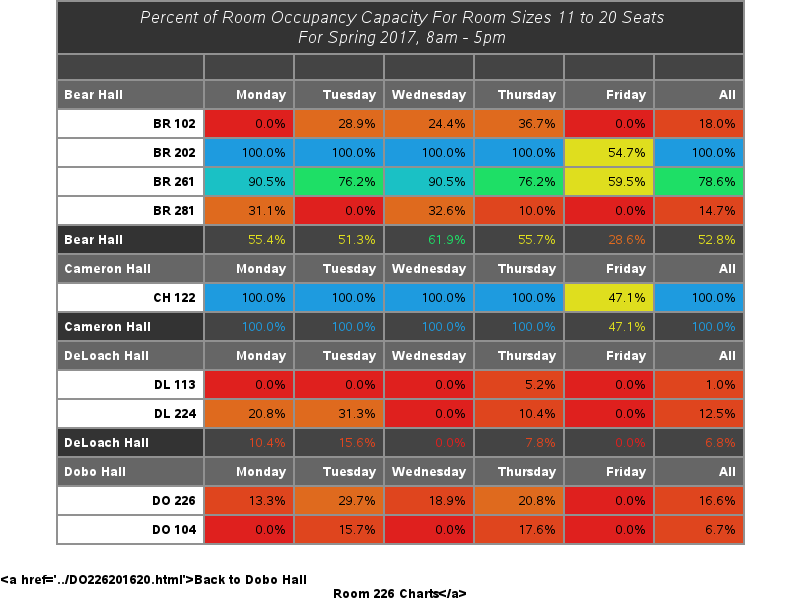 Percent of Room Occupancy Capacity For Room Sizes 11 to 20 Seats
For Spring 2017, 8am - 5pm
Bear Hall Monday Tuesday Wednesday Thursday Friday All
BR 102 0.0% 28.9% 24.4% 36.7% 0.0% 18.0%
BR 202 100.0% 100.0% 100.0% 100.0% 54.7% 100.0%
BR 261 90.5% 76.2% 90.5% 76.2% 59.5% 78.6%
BR 281 31.1% 0.0% 32.6% 10.0% 0.0% 14.7%
Bear Hall 55.4% 51.3% 61.9% 55.7% 28.6% 52.8%
Cameron Hall Monday Tuesday Wednesday Thursday Friday All
CH 122 100.0% 100.0% 100.0% 100.0% 47.1% 100.0%
Cameron Hall 100.0% 100.0% 100.0% 100.0% 47.1% 100.0%
DeLoach Hall Monday Tuesday Wednesday Thursday Friday All
DL 113 0.0% 0.0% 0.0% 5.2% 0.0% 1.0%
DL 224 20.8% 31.3% 0.0% 10.4% 0.0% 12.5%
DeLoach Hall 10.4% 15.6% 0.0% 7.8% 0.0% 6.8%
Dobo Hall Monday Tuesday Wednesday Thursday Friday All
DO 226 13.3% 29.7% 18.9% 20.8% 0.0% 16.6%
DO 104 0.0% 15.7% 0.0% 17.6% 0.0% 6.7%
<a href='../DO226201620.html'>Back to Dobo Hall
Room 226 Charts</a>